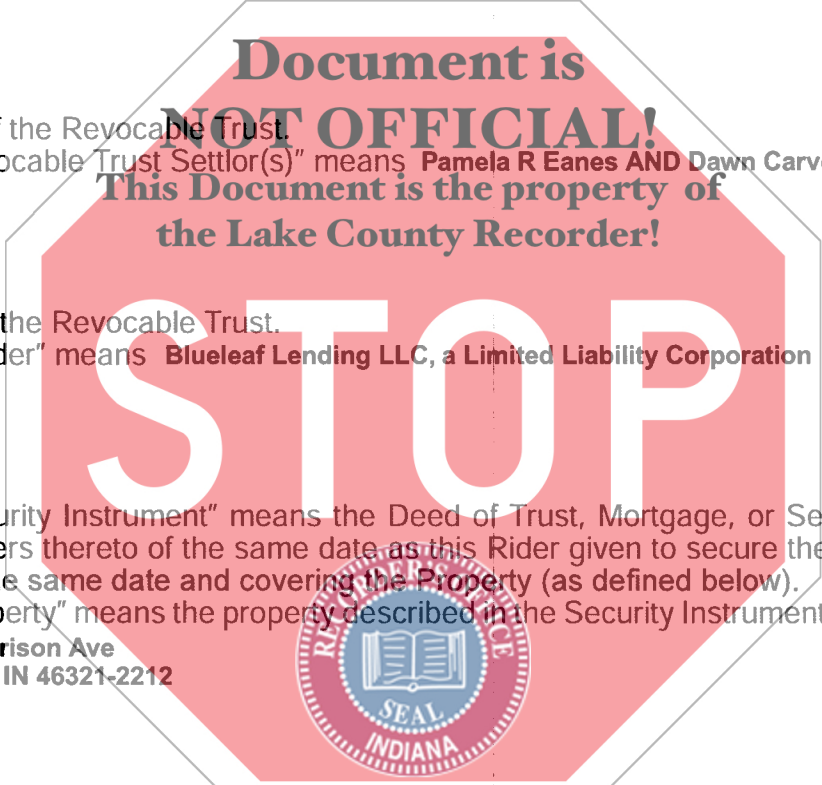 Document is
NOT OFFICIAL!
the Revocable Trust.
ocable Trust Settlor(s)" means Pamela R Eanes AND Dawn Carv
This Document is the property of
the Lake County Recorder!
the Revocable Trust.
der" means Blueleaf Lending LLC, a Limited Liability Corporation
STOP
urity Instrument" means the Deed of Trust, Mortgage, or Se
ers thereto of the same date as this Rider given to secure the
e same date and covering the Property (as defined below).
perty" means the property described in the Security Instrument
rison Ave
IN 46321-2212
RECORDER'S OFFICE
SEAL
INDIANA